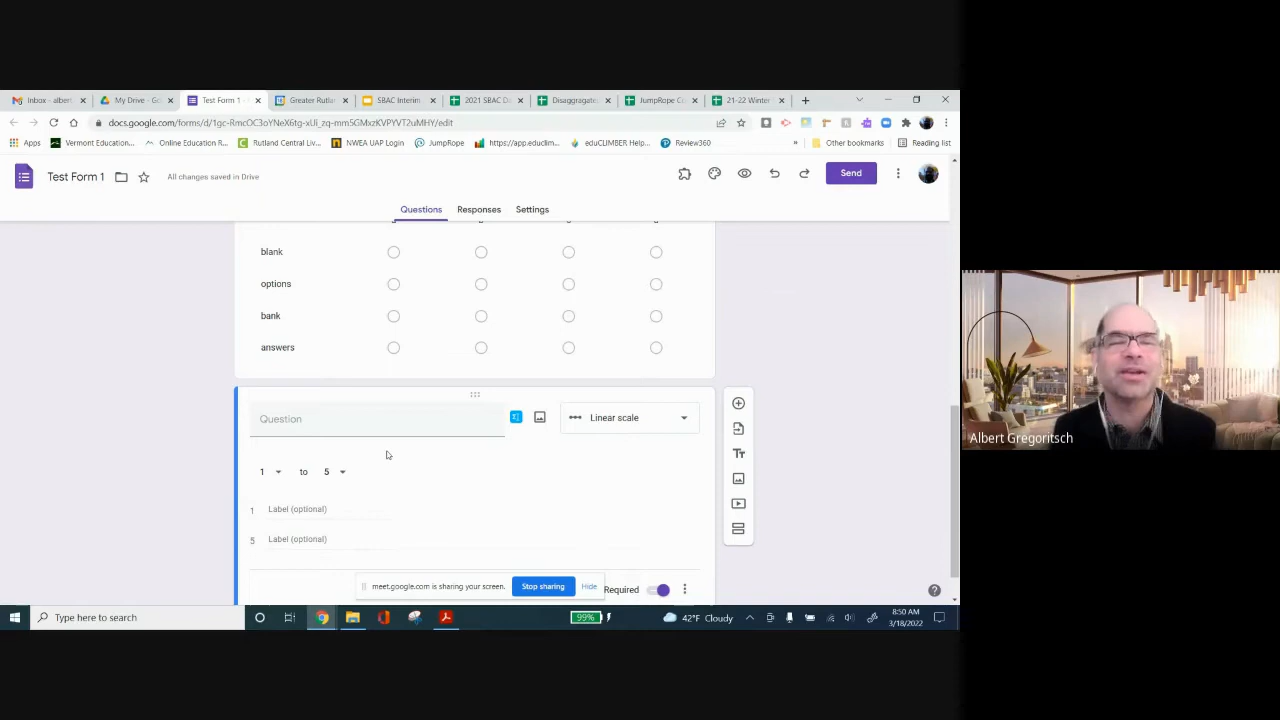 Inbox - albert
My Drive - Go
Test Form 1 -
Greater Rutla
SBAC Interim
2021 SBAC D
Disaggragate
JumpRope C
21-22 Winter
docs.google.com/forms/d/1gc-RmcOC3oYNeX6tg-xUi_zq-mm5GMxzKVPYVT2uMHY/edit
Apps
Vermont Education...
Online Education R...
Rutland Central Livi...
NWEA UAP Login
JumpRope
https://app.educlim...
eduCLIMBER Help...
Review360
»
Other bookmarks
Reading list
Test Form 1
All changes saved in Drive
Send
Questions
Responses
Settings
blank
options
bank
answers
Question
Linear scale
1 to 5
1 Label (optional)
5 Label (optional)
meet.google.com is sharing your screen.
Stop sharing
Hide
Required
Albert Gregoritsch
Type here to search
99%
42°F Cloudy
8:50 AM
3/18/2022